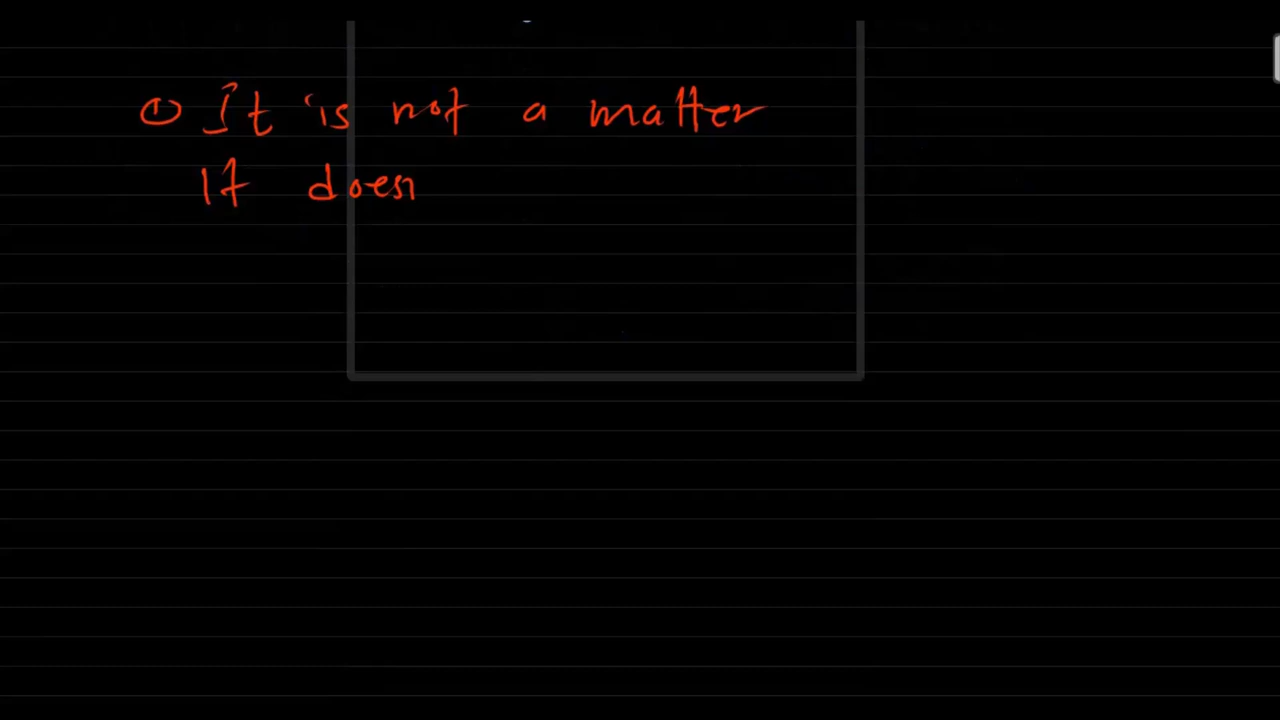 ① It is not a matter
It doesn